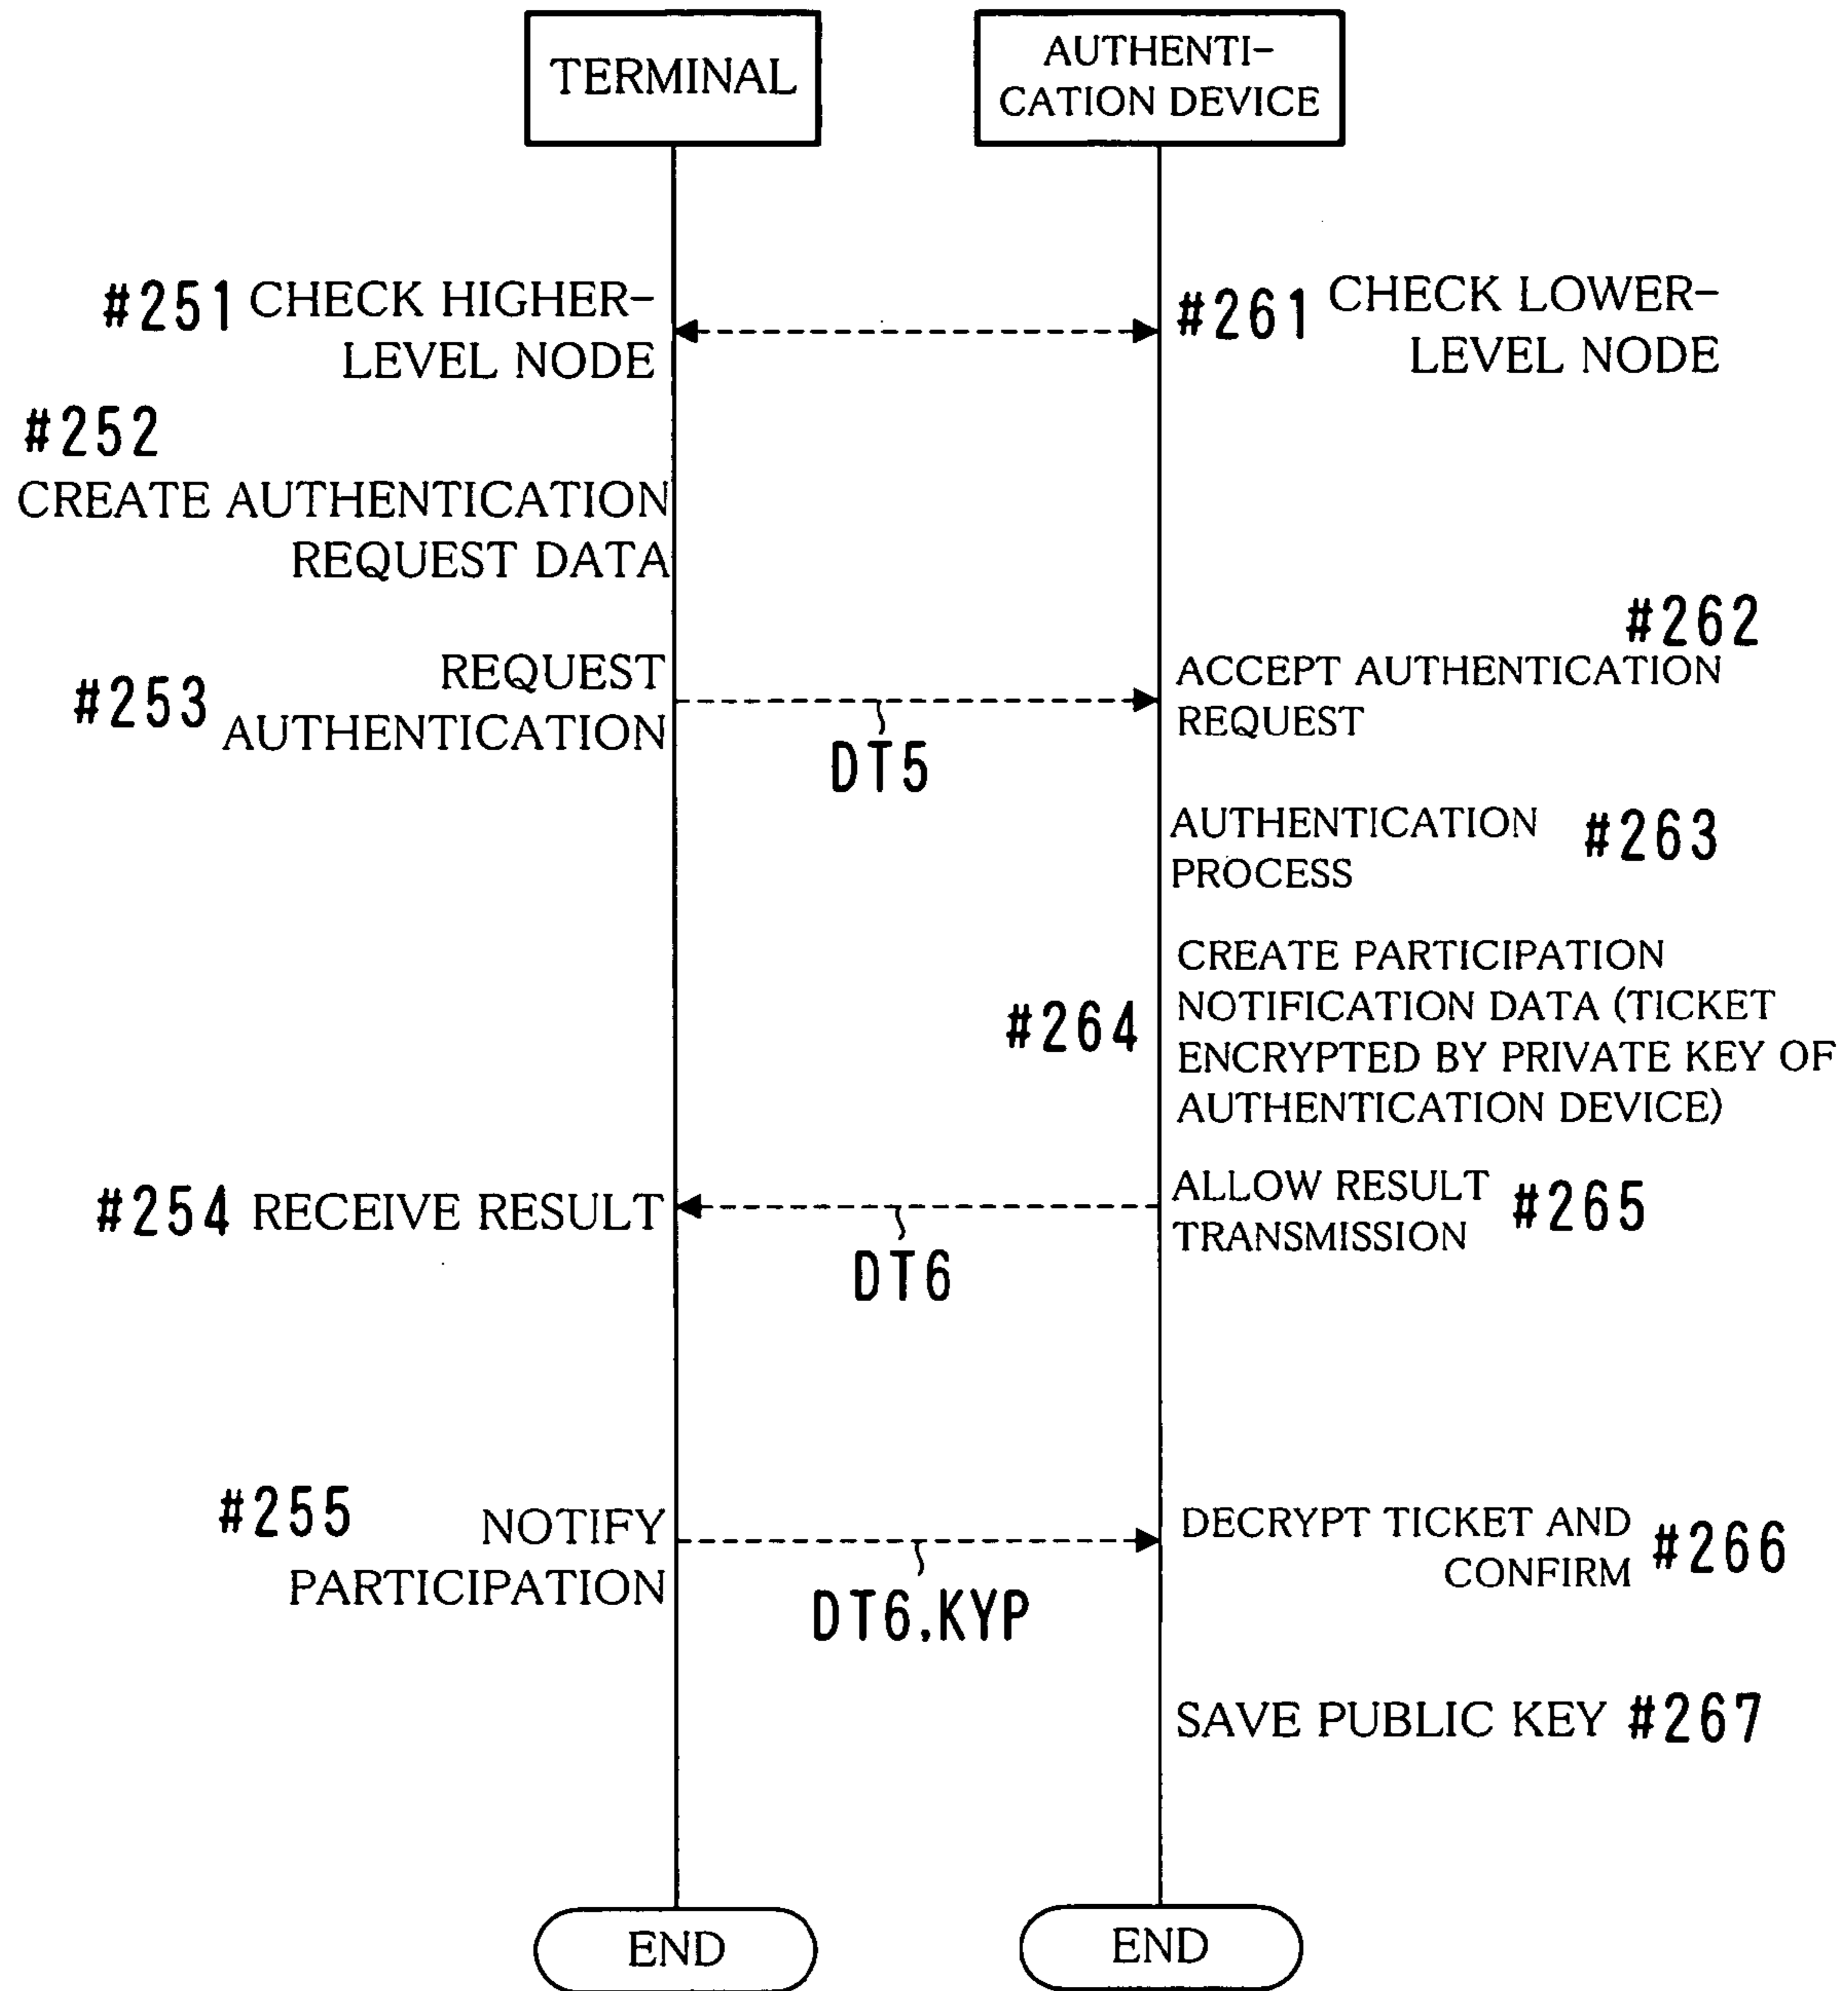 TERMINAL
AUTHENTI-
CATION DEVICE
#251 CHECK HIGHER-
LEVEL NODE
#261 CHECK LOWER-
LEVEL NODE
#252
CREATE AUTHENTICATION
REQUEST DATA
#253 REQUEST
AUTHENTICATION
DT5
#262
ACCEPT AUTHENTICATION
REQUEST
AUTHENTICATION #263
PROCESS
#264
CREATE PARTICIPATION
NOTIFICATION DATA (TICKET
ENCRYPTED BY PRIVATE KEY OF
AUTHENTICATION DEVICE)
#254 RECEIVE RESULT
DT6
ALLOW RESULT #265
TRANSMISSION
#255 NOTIFY
PARTICIPATION
DT6,KYP
DECRYPT TICKET AND #266
CONFIRM
SAVE PUBLIC KEY #267
END
END